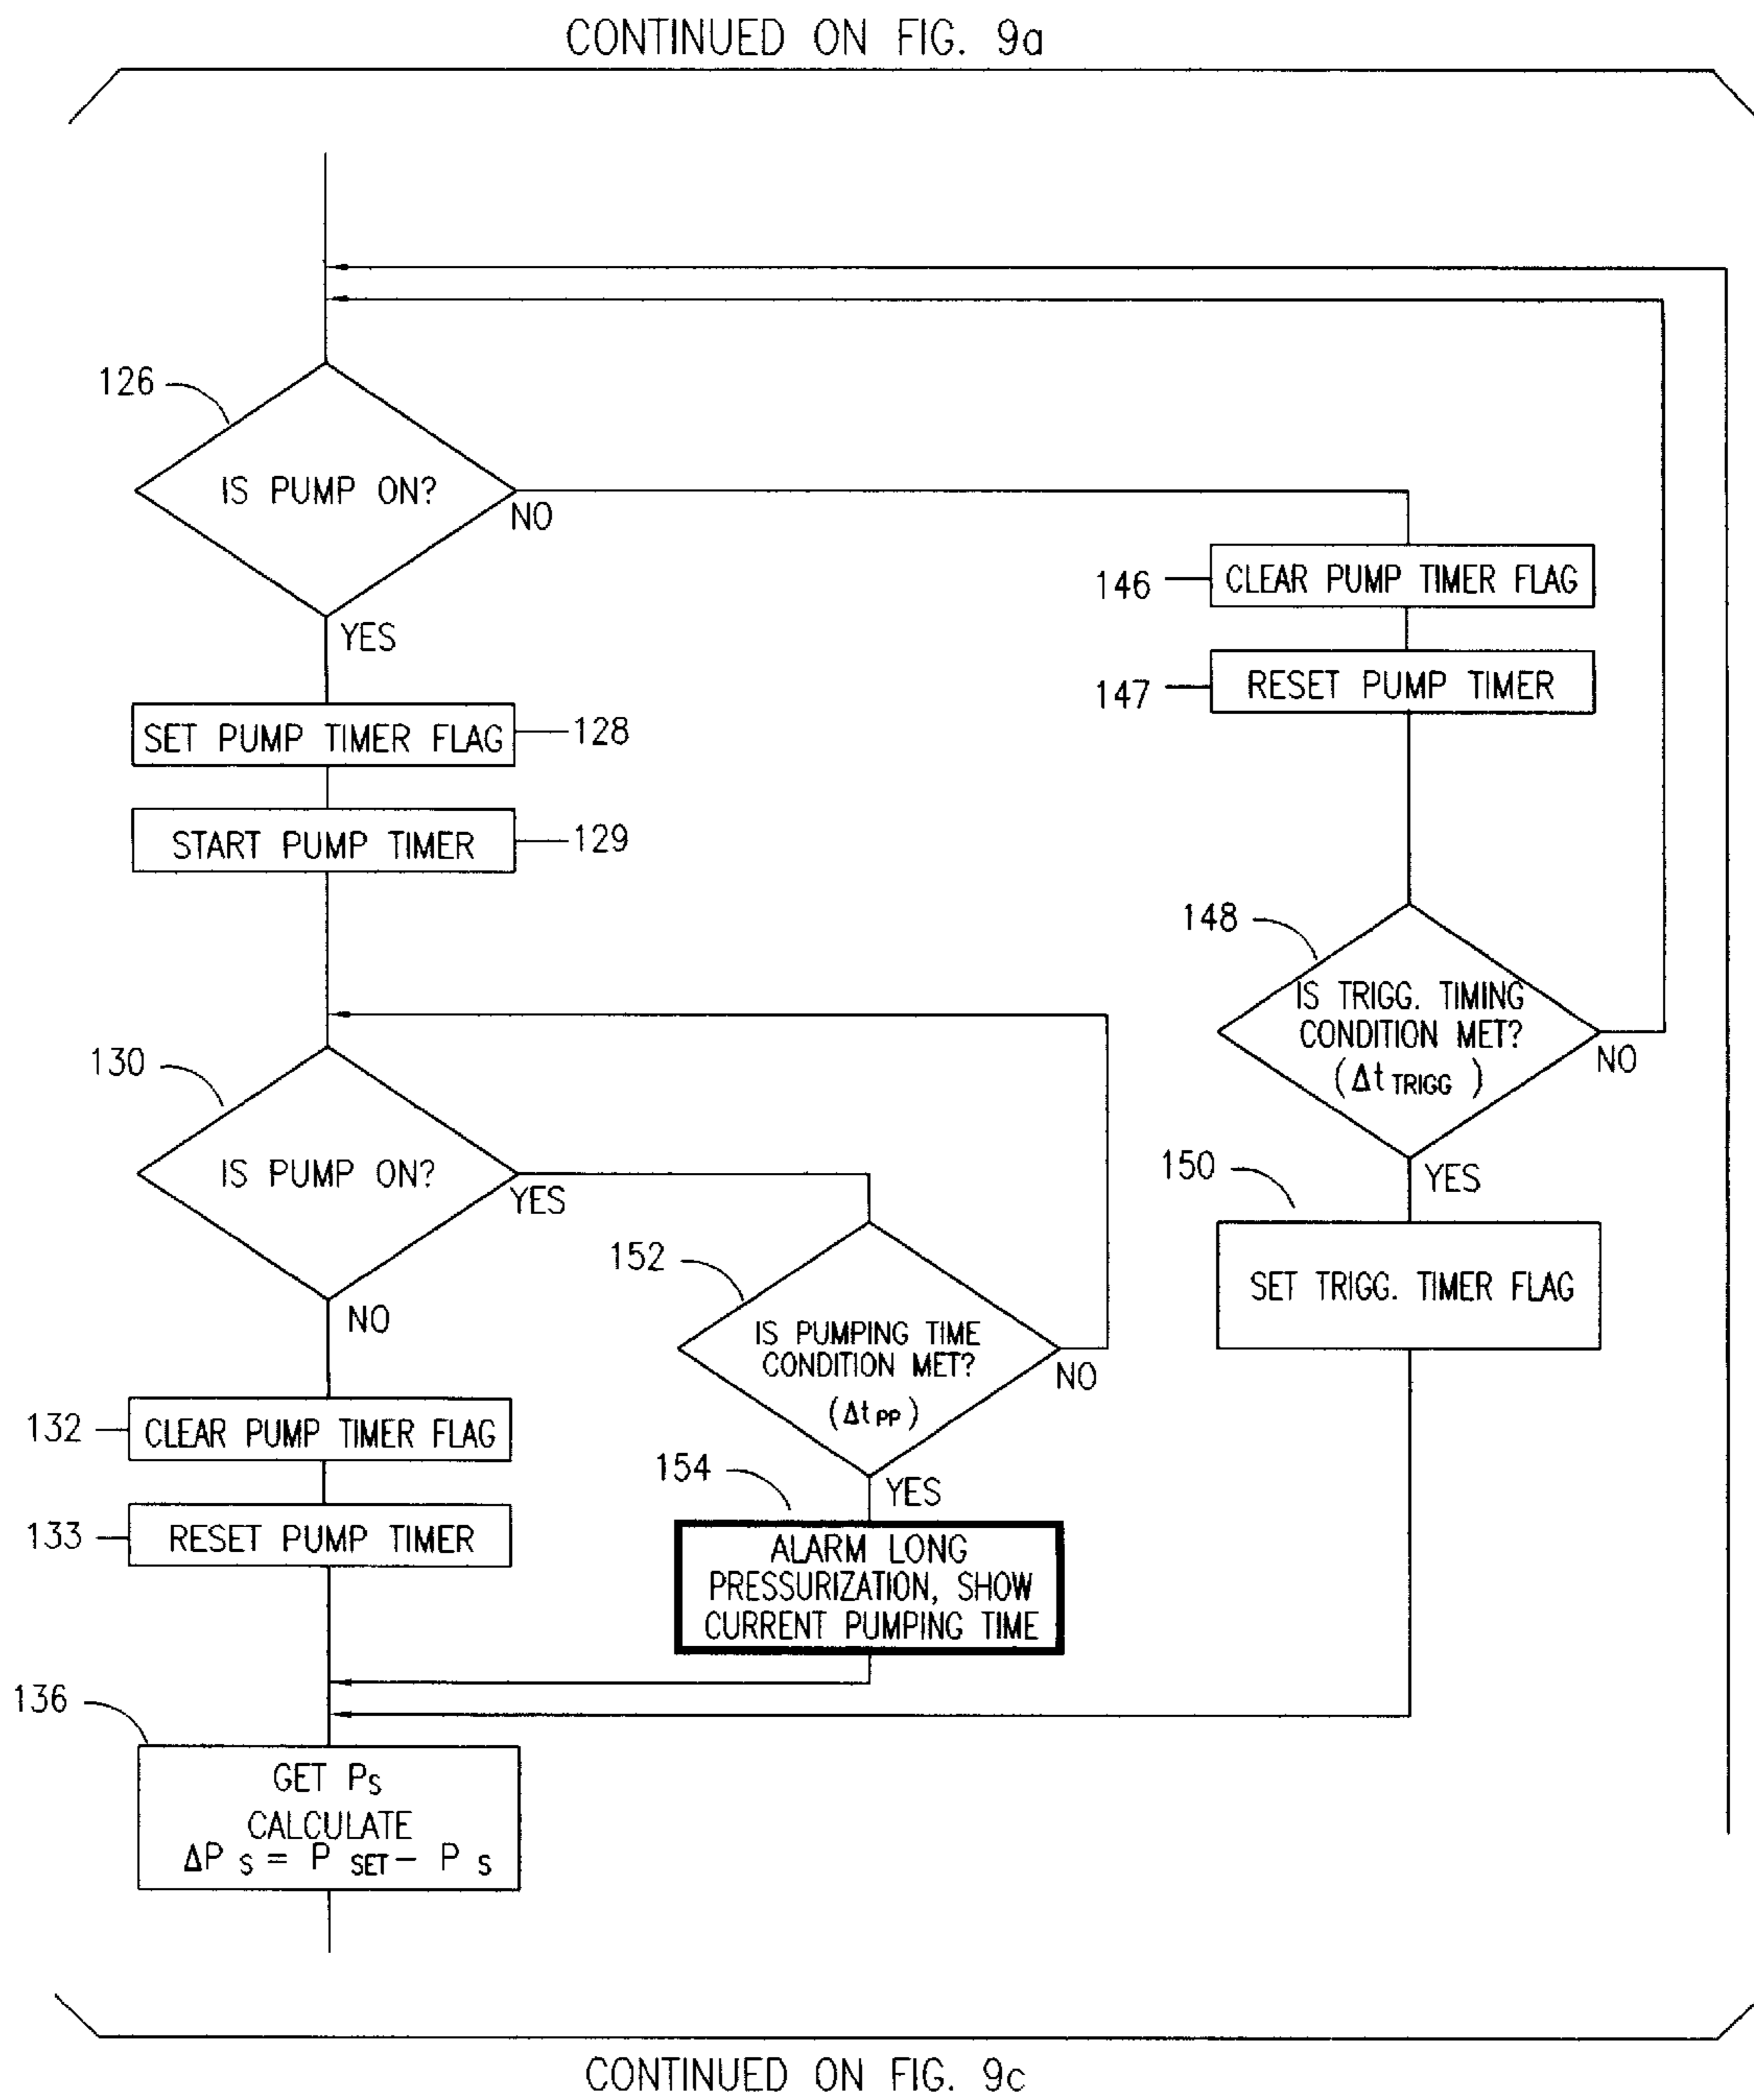 CONTINUED ON FIG. 9a
126
IS PUMP ON?
NO
YES
146
CLEAR PUMP TIMER FLAG
147
RESET PUMP TIMER
SET PUMP TIMER FLAG
128
START PUMP TIMER
129
148
IS TRIGG. TIMING
CONDITION MET?
(Δt TRIGG )
NO
YES
130
IS PUMP ON?
YES
NO
150
SET TRIGG. TIMER FLAG
152
IS PUMPING TIME
CONDITION MET?
(Δt PP)
NO
YES
132
CLEAR PUMP TIMER FLAG
133
RESET PUMP TIMER
154
ALARM LONG
PRESSURIZATION, SHOW
CURRENT PUMPING TIME
136
GET PS
CALCULATE
ΔP S = P SET − P S
CONTINUED ON FIG. 9c